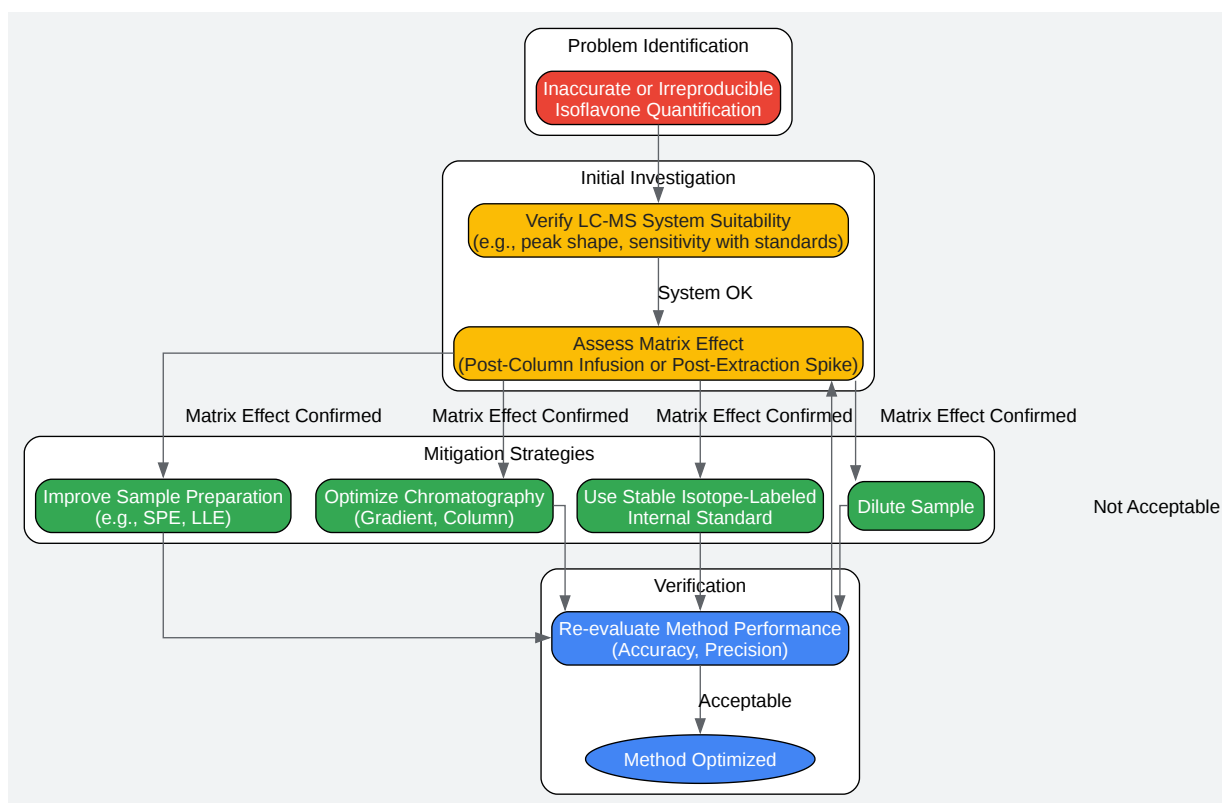 Problem Identification
Inaccurate or Irreproducible
Isoflavone Quantification
Initial Investigation
Verify LC-MS System Suitability
(e.g., peak shape, sensitivity with standards)
System OK
Assess Matrix Effect
(Post-Column Infusion or Post-Extraction Spike)
Matrix Effect Confirmed
Matrix Effect Confirmed
Matrix Effect Confirmed
Matrix Effect Confirmed
Mitigation Strategies
Improve Sample Preparation
(e.g., SPE, LLE)
Optimize Chromatography
(Gradient, Column)
Use Stable Isotope-Labeled
Internal Standard
Dilute Sample
Not Acceptable
Verification
Re-evaluate Method Performance
(Accuracy, Precision)
Acceptable
Method Optimized